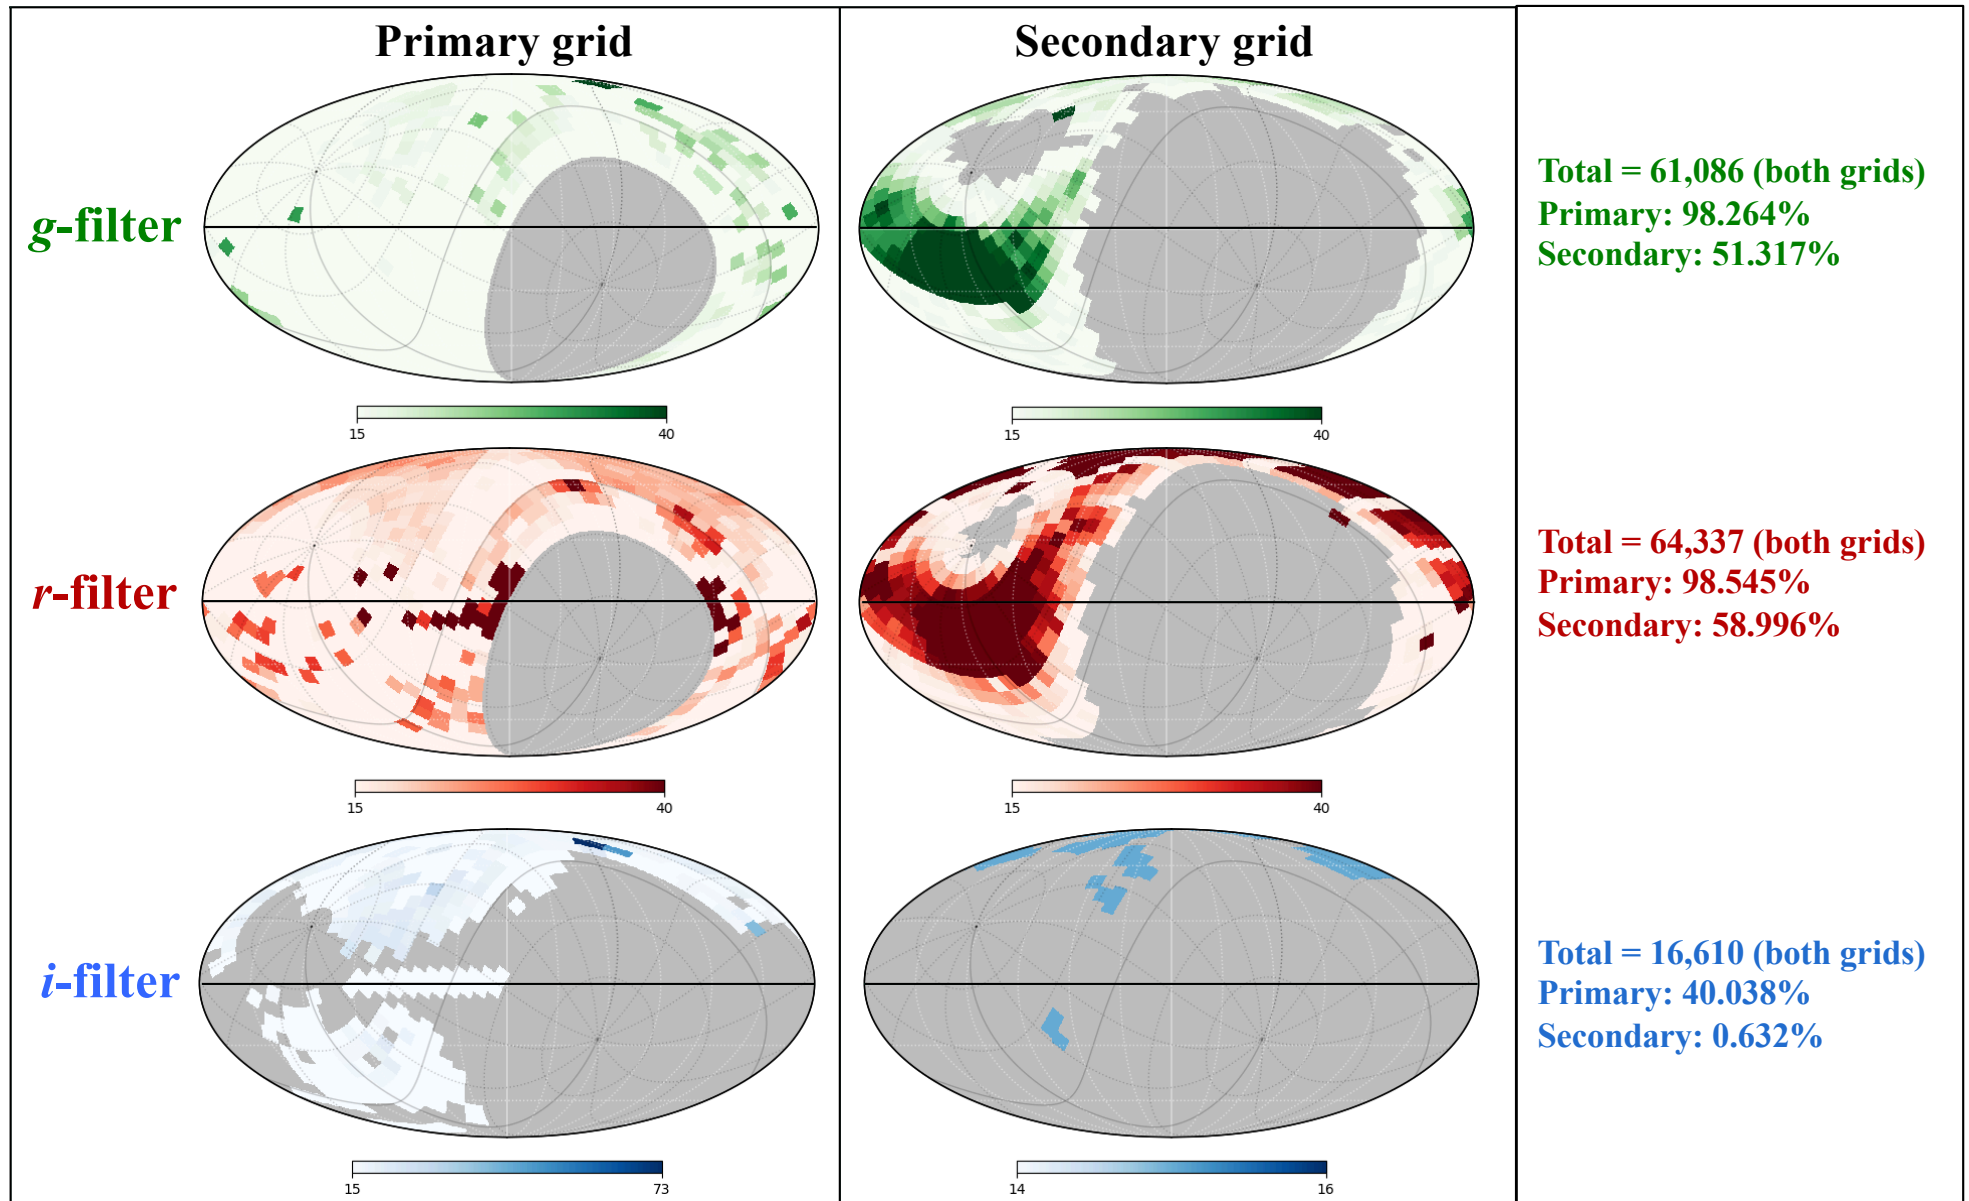 Primary grid
Secondary grid
g-filter
Total = 61,086 (both grids)
Primary: 98.264%
Secondary: 51.317%
15 40
15 40
r-filter
Total = 64,337 (both grids)
Primary: 98.545%
Secondary: 58.996%
15 40
15 40
i-filter
Total = 16,610 (both grids)
Primary: 40.038%
Secondary: 0.632%
15 73
14 16